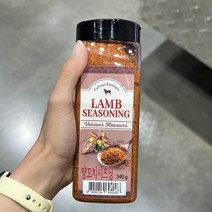 LAMB
SEASONING
Various Flavours
양꼬치시즈닝
340 g